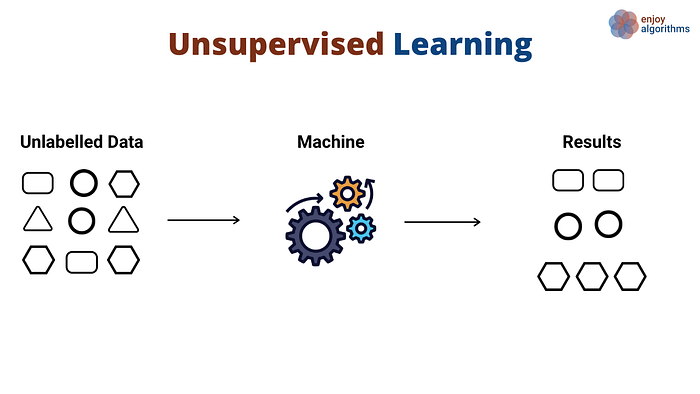 enjoy
algorithms
Unsupervised Learning
Unlabelled Data
Machine
Results